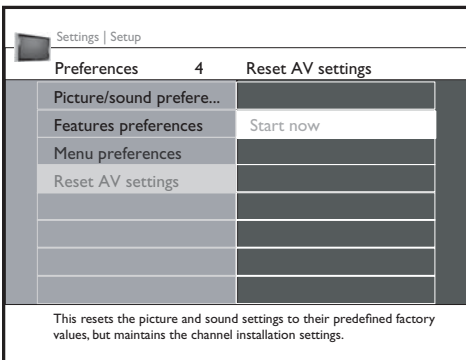 Settings | Setup
Preferences 4 Reset AV settings
Picture/sound prefere...
Features preferences Start now
Menu preferences
Reset AV settings
This resets the picture and sound settings to their predefined factory
values, but maintains the channel installation settings.